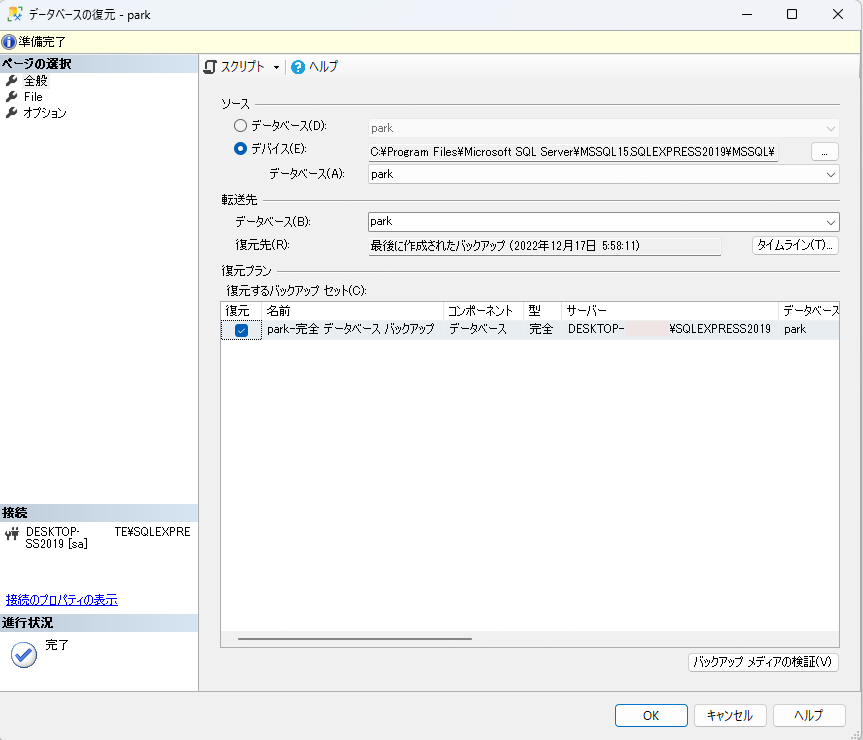 データベースの復元 - park
準備完了
ページの選択
全般
File
オプション
スクリプト
ヘルプ
ソース
データベース(D):
park
デバイス(E):
C:¥Program Files¥Microsoft SQL Server¥MSSQL15.SQLEXPRESS2019¥MSSQL¥
...
データベース(A):
park
転送先
データベース(B):
park
復元先(R):
最後に作成されたバックアップ (2022年12月17日 5:58:11)
タイムライン(T)...
復元プラン
復元するバックアップ セット(C):
復元 名前 コンポーネント 型 サーバー データベース
park-完全 データベース バックアップ データベース 完全 DESKTOP- ¥SQLEXPRESS2019 park
接続
DESKTOP- TE¥SQLEXPRE
SS2019 [sa]
接続のプロパティの表示
進行状況
完了
バックアップ メディアの検証(V)
OK キャンセル ヘルプ